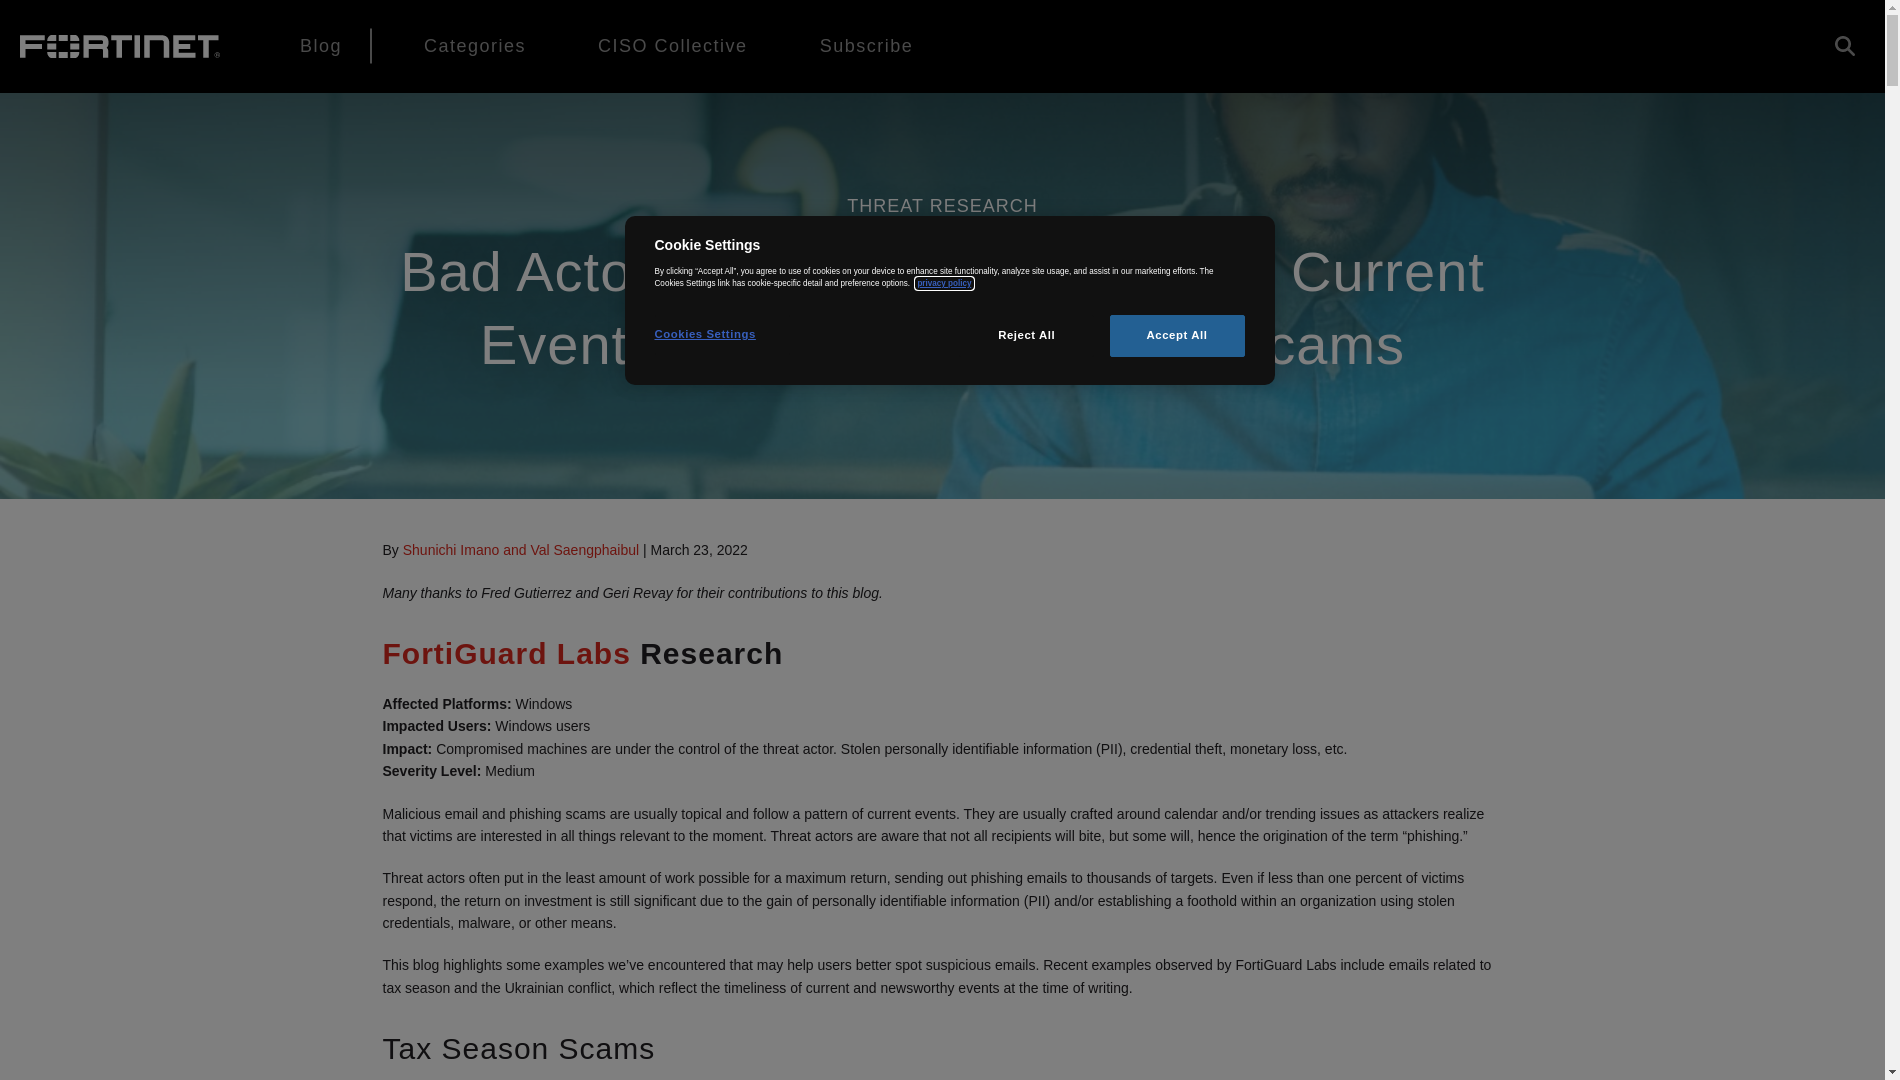 FORTINET
Blog
Categories
CISO Collective
Subscribe
THREAT RESEARCH
Bad Acto
Current
Event
cams
Cookie Settings
By clicking “Accept All”, you agree to use of cookies on your device to enhance site functionality, analyze site usage, and assist in our marketing efforts. The
Cookies Settings link has cookie-specific detail and preference options. privacy policy
Cookies Settings
Reject All
Accept All
By Shunichi Imano and Val Saengphaibul | March 23, 2022
Many thanks to Fred Gutierrez and Geri Revay for their contributions to this blog.
FortiGuard Labs Research
Affected Platforms: Windows
Impacted Users: Windows users
Impact: Compromised machines are under the control of the threat actor. Stolen personally identifiable information (PII), credential theft, monetary loss, etc.
Severity Level: Medium
Malicious email and phishing scams are usually topical and follow a pattern of current events. They are usually crafted around calendar and/or trending issues as attackers realize
that victims are interested in all things relevant to the moment. Threat actors are aware that not all recipients will bite, but some will, hence the origination of the term “phishing.”
Threat actors often put in the least amount of work possible for a maximum return, sending out phishing emails to thousands of targets. Even if less than one percent of victims
respond, the return on investment is still significant due to the gain of personally identifiable information (PII) and/or establishing a foothold within an organization using stolen
credentials, malware, or other means.
This blog highlights some examples we’ve encountered that may help users better spot suspicious emails. Recent examples observed by FortiGuard Labs include emails related to
tax season and the Ukrainian conflict, which reflect the timeliness of current and newsworthy events at the time of writing.
Tax Season Scams